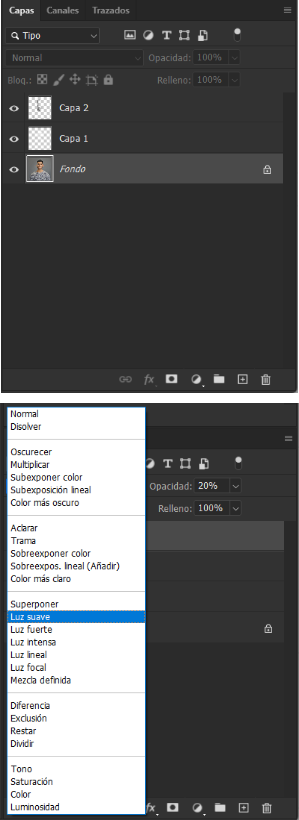 Capas Canales Trazados
Tipo
Normal Opacidad: 100%
Bloq.: Relleno: 100%
Capa 2
Capa 1
Fondo
fx
Normal
Disolver
Oscurecer
Multiplicar
Subexponer color
Subexposición lineal
Color más oscuro
Aclarar
Trama
Sobreexponer color
Sobreexpos. lineal (Añadir)
Color más claro
Superponer
Luz suave
Luz fuerte
Luz intensa
Luz lineal
Luz focal
Mezcla definida
Diferencia
Exclusión
Restar
Dividir
Tono
Saturación
Color
Luminosidad
T
Opacidad: 20%
Relleno: 100%
fx